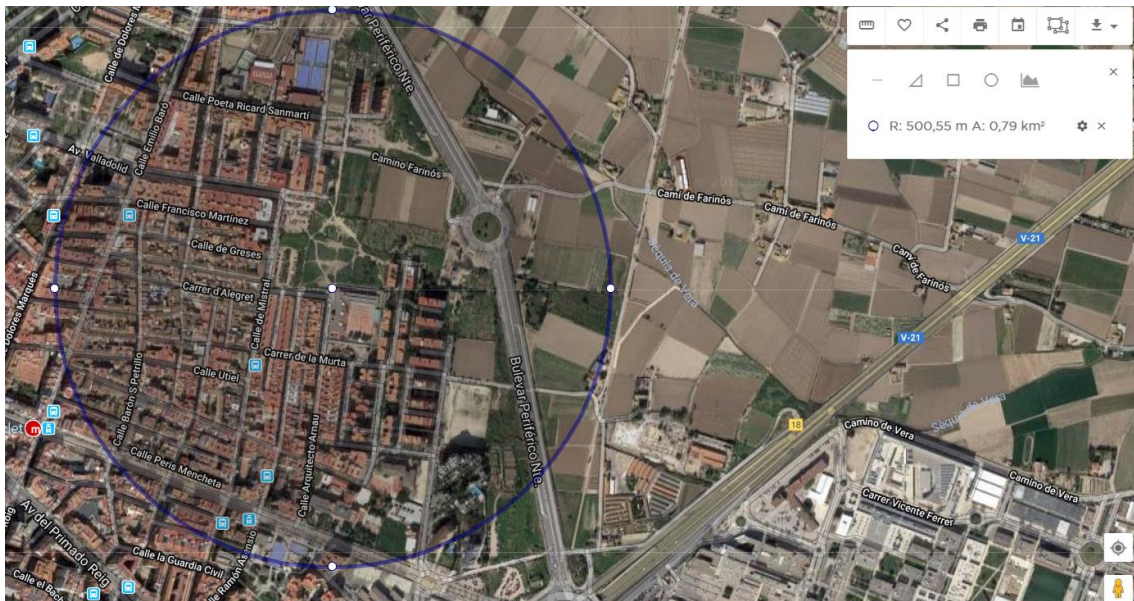 R: 500,55 m A: 0,79 km²
Bulevar Periférico Nte.
Calle de Dolores M
Calle Poeta Ricard Sanmartí
Calle Emilio Baró
Av. Valladolid
Camino Farinós
Camí de Farinós
Camí de Farinós
Camí de Farinós
V-21
Calle Francisco Martínez
Calle de Greses
Séquia de Vera
Carrer d'Alegret
Calle de Mistral
Dolores Marqués
V-21
Carrer de la Murta
Calle Utiel
Calle Barón S Petrillo
Bulevar Periférico Nte.
Séquia de Vera
18
Camino de Vera
Calle Arquitecto Arnau
Calle Peris Mencheta
Camino de Vera
Carrer Vicente Ferret
Av del Primado Reig
Calle la Guardia Civil
lle Ramón Asensio
Calle el Bach